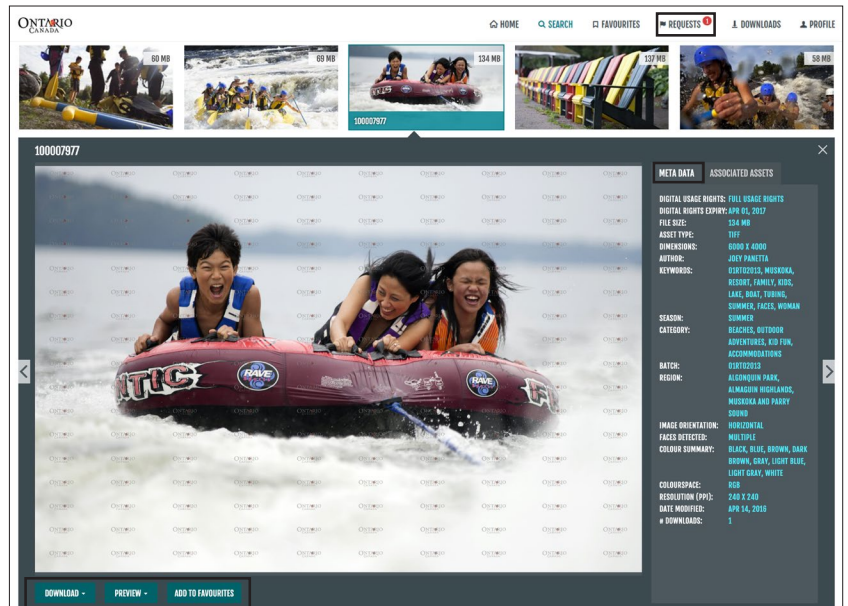 ONTARIO
CANADA
HOME SEARCH FAVOURITES REQUESTS 1 DOWNLOADS PROFILE
60 MB
69 MB
134 MB
137 MB
58 MB
100007977
100007977
META DATA ASSOCIATED ASSETS
DIGITAL USAGE RIGHTS: FULL USAGE RIGHTS
DIGITAL RIGHTS EXPIRY: APR 01, 2017
FILE SIZE: 134 MB
ASSET TYPE: TIFF
DIMENSIONS: 6000 X 4000
AUTHOR: JOEY PANETTA
KEYWORDS: 01RTO2013, MUSKOKA,
RESORT, FAMILY, KIDS,
LAKE, BOAT, TUBING,
SUMMER, FACES, WOMAN
SEASON: SUMMER
CATEGORY: BEACHES, OUTDOOR
ADVENTURES, KID FUN,
ACCOMMODATIONS
BATCH: 01RTO2013
REGION: ALGONQUIN PARK,
ALMAGUIN HIGHLANDS,
MUSKOKA AND PARRY
SOUND
IMAGE ORIENTATION: HORIZONTAL
FACES DETECTED: MULTIPLE
COLOUR SUMMARY: BLACK, BLUE, BROWN, DARK
BROWN, GRAY, LIGHT BLUE,
LIGHT GRAY, WHITE
COLOURSPACE: RGB
RESOLUTION (PPI): 240 X 240
DATE MODIFIED: APR 14, 2016
# DOWNLOADS: 1
NTIC RAVE RAVE
DOWNLOAD PREVIEW ADD TO FAVOURITES